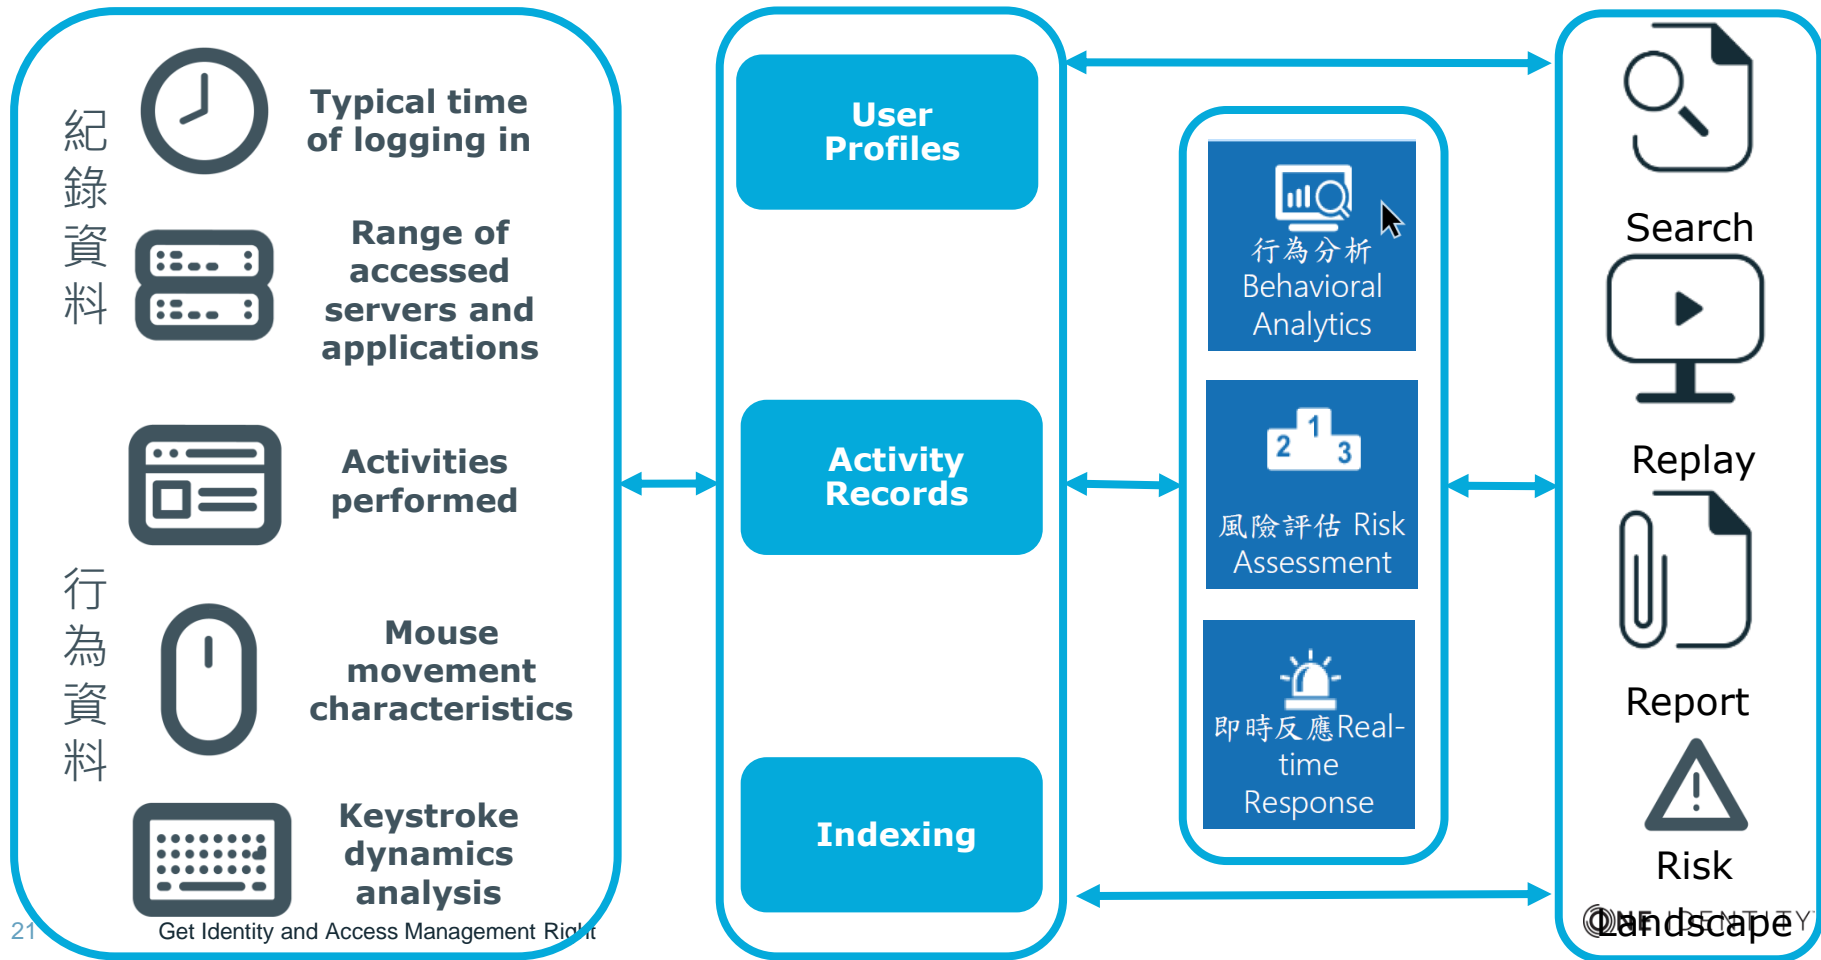 紀錄資料
Typical time
of logging in
Range of
accessed
servers and
applications
行為資料
Activities
performed
Mouse
movement
characteristics
Keystroke
dynamics
analysis
User
Profiles
Activity
Records
Indexing
行為分析
Behavioral
Analytics
1
2
3
風險評估 Risk
Assessment
即時反應Real-
time
Response
Search
Replay
Report
Risk
Landscape
21
Get Identity and Access Management Right
ONE IDENTITY